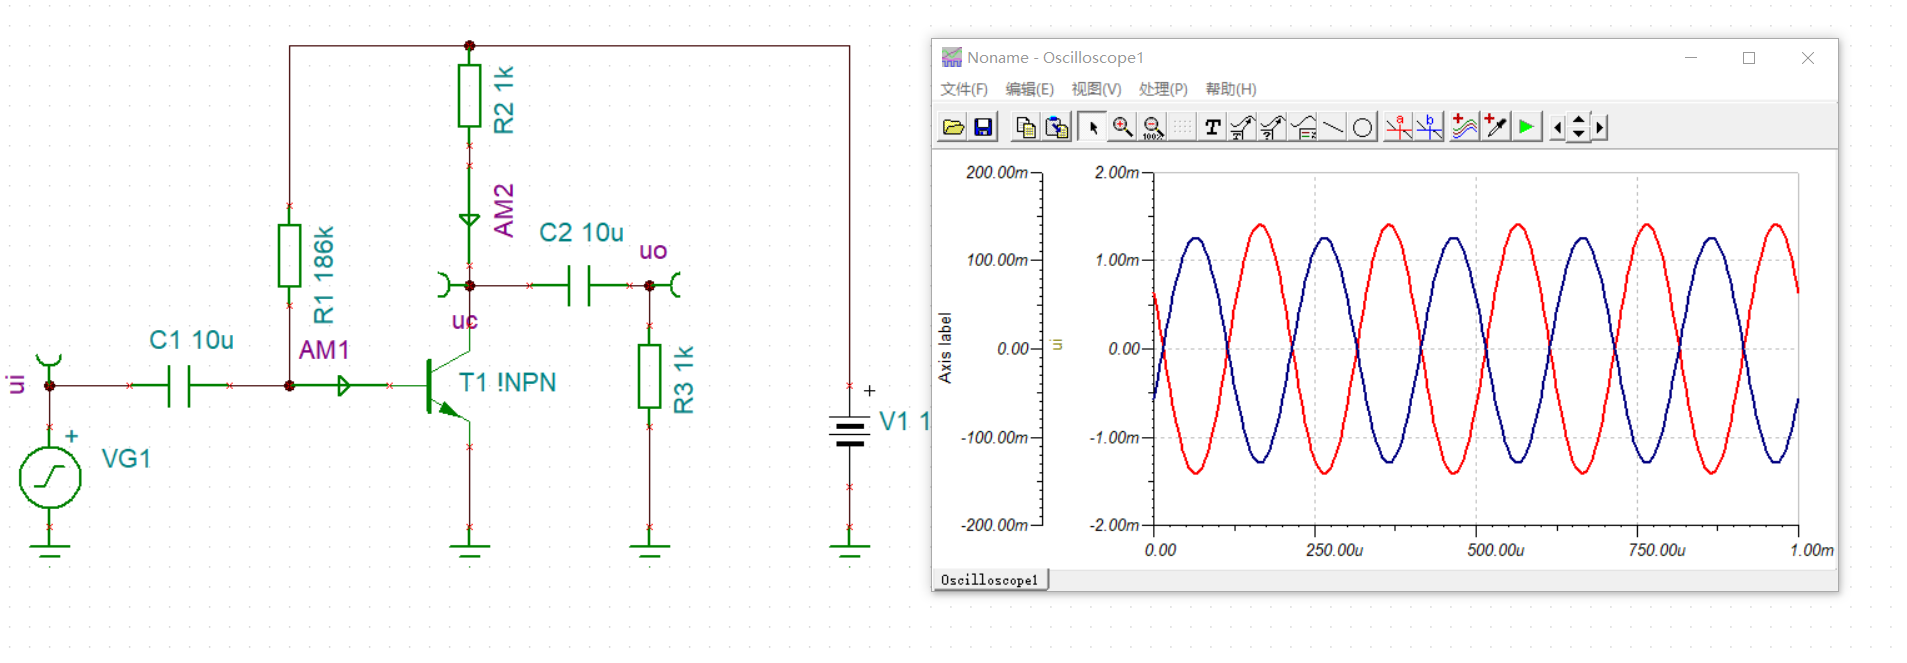 R2 1k
AM2
C2 10u
uo
R1 186k
uc
C1 10u
AM1
T1 !NPN
R3 1k
ui
+
VG1
+
V1 1
Noname - Oscilloscope1
文件(F) 编辑(E) 视图(V) 处理(P) 帮助(H)
100%
T
a
b
200.00m
2.00m
100.00m
1.00m
Axis label
0.00
ui
0.00
-100.00m
-1.00m
-200.00m
-2.00m
0.00 250.00u 500.00u 750.00u 1.00m
Oscilloscope1